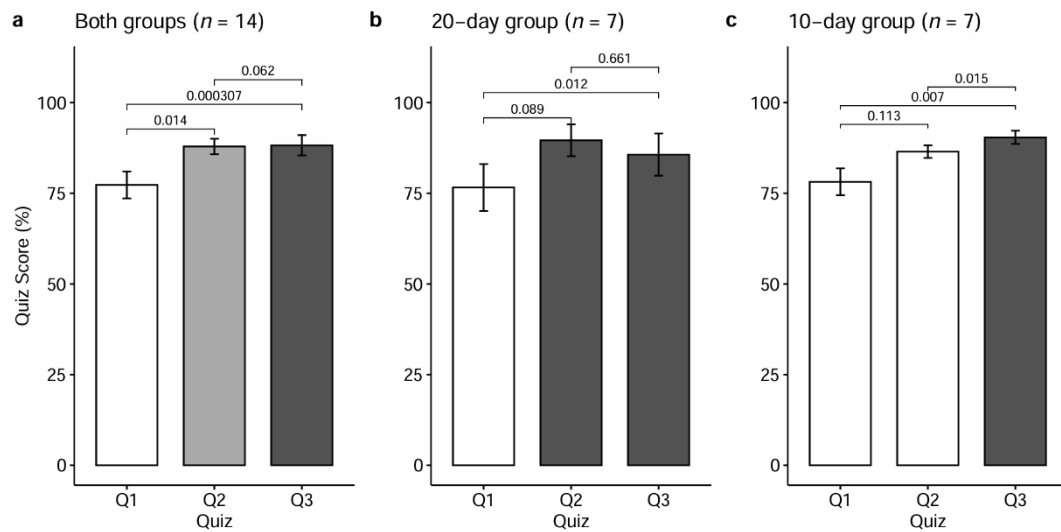 a Both groups (n = 14)
0.062
0.000307
0.014
100
75
50
25
0
Quiz Score (%)
Q1 Q2 Q3
Quiz
b 20–day group (n = 7)
0.661
0.012
0.089
100
75
50
25
0
Q1 Q2 Q3
Quiz
c 10–day group (n = 7)
0.015
0.007
0.113
100
75
50
25
0
Q1 Q2 Q3
Quiz